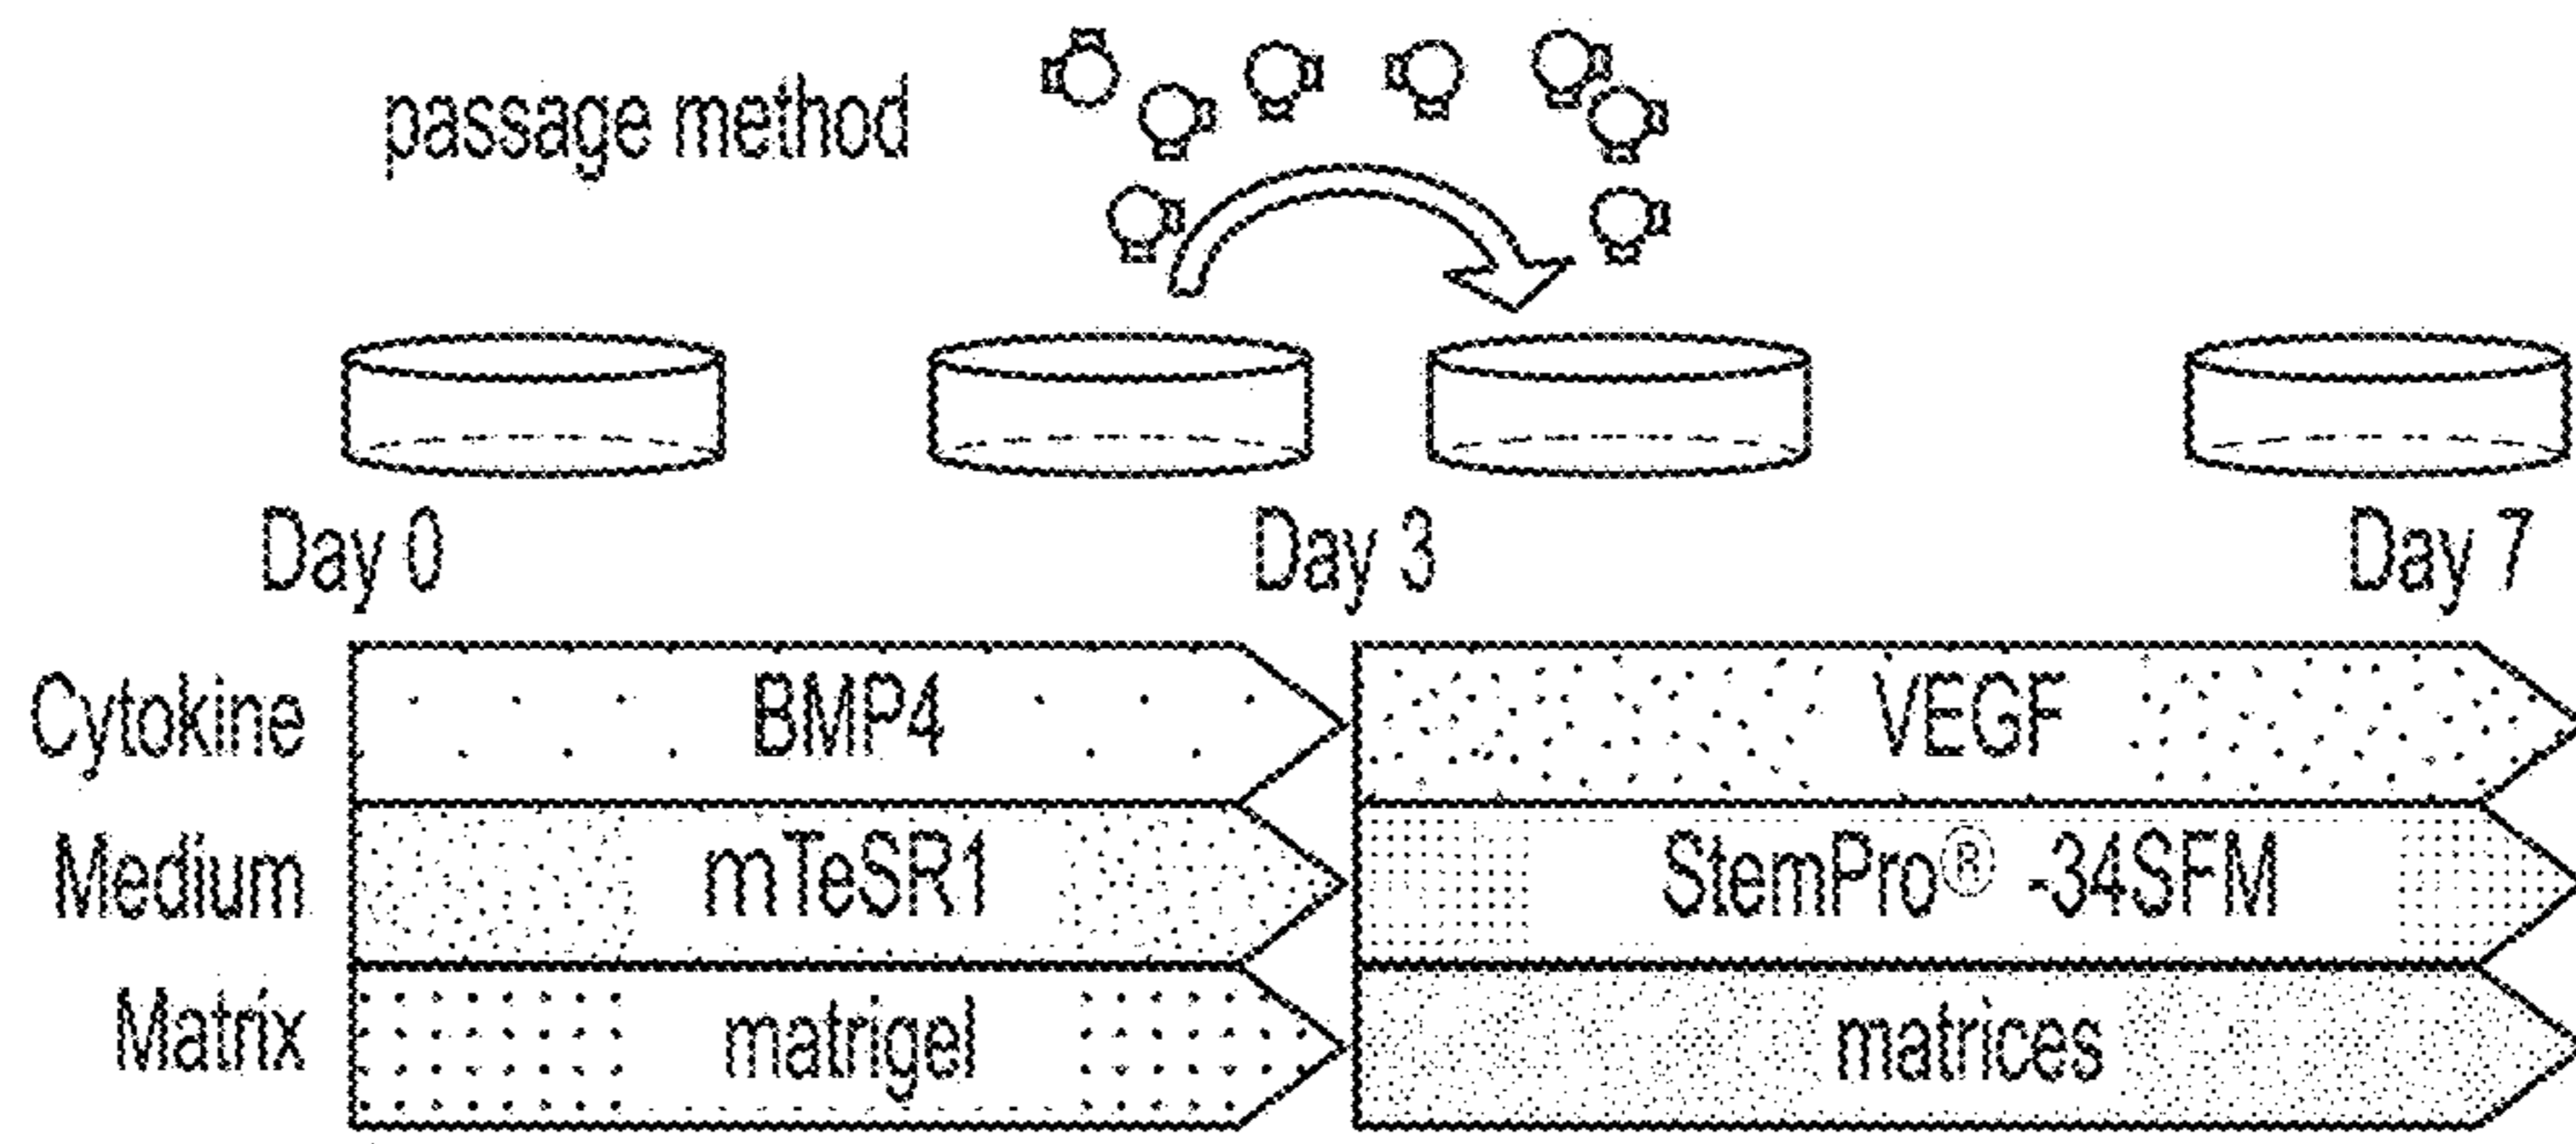 passage method
Day 0 Day 3 Day 7
Cytokine BMP4 VEGF
Medium mTeSR1 StemPro® -34SFM
Matrix matrigel matrices